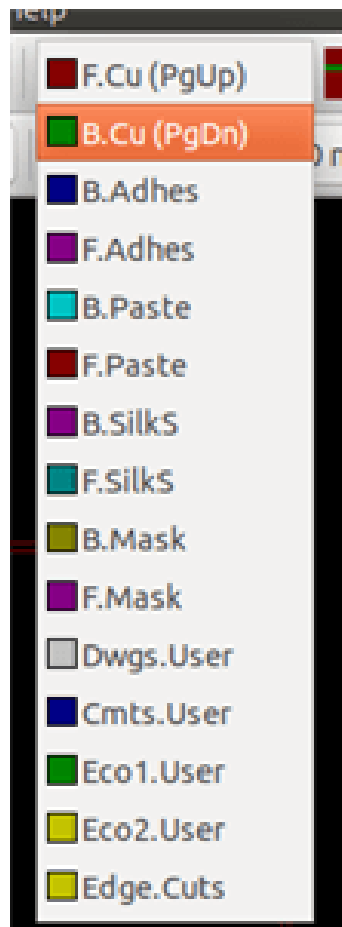 help
F.Cu (PgUp)
B.Cu (PgDn)
B.Adhes
F.Adhes
B.Paste
F.Paste
B.SilkS
F.SilkS
B.Mask
F.Mask
Dwgs.User
Cmts.User
Eco1.User
Eco2.User
Edge.Cuts